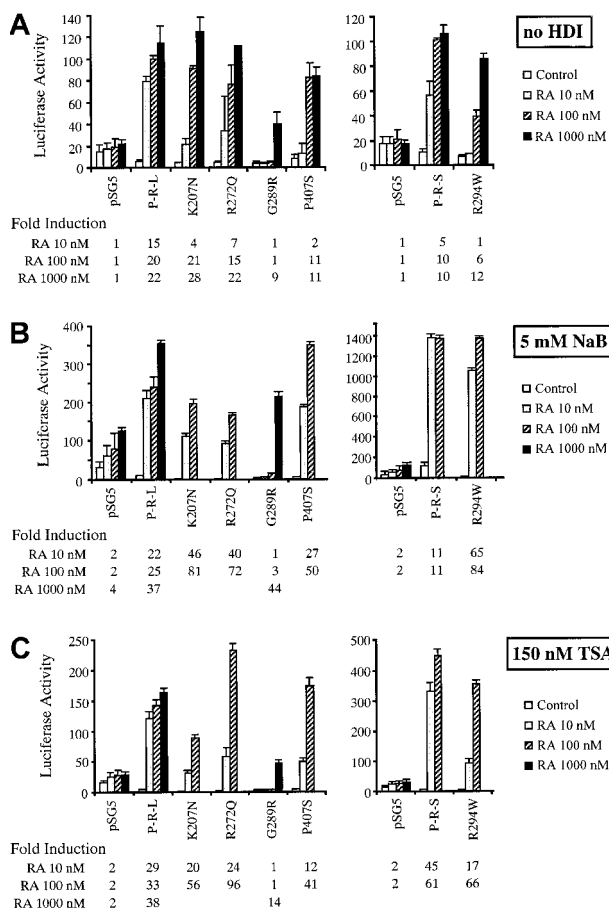 A
no HDI
Luciferase Activity
140
120
100
80
60
40
20
0
120
100
80
60
40
20
0
Control
RA 10 nM
RA 100 nM
RA 1000 nM
pSG5
P-R-L
K207N
R272Q
G289R
P407S
pSG5
P-R-S
R294W
Fold Induction
RA 10 nM 1 15 4 7 1 2 1 5 1
RA 100 nM 1 20 21 15 1 11 1 10 6
RA 1000 nM 1 22 28 22 9 11 1 10 12
B
5 mM NaB
Luciferase Activity
400
350
300
200
100
50
0
1400
1200
1000
800
600
400
200
0
Control
RA 10 nM
RA 100 nM
RA 1000 nM
pSG5
P-R-L
K207N
R272Q
G289R
P407S
pSG5
P-R-S
R294W
Fold Induction
RA 10 nM 2 22 46 40 1 27 2 11 65
RA 100 nM 2 25 81 72 3 50 2 11 84
RA 1000 nM 4 37 44
C
150 nM TSA
Luciferase Activity
250
200
150
100
50
0
500
400
300
200
100
0
Control
RA 10 nM
RA 100 nM
RA 1000 nM
pSG5
P-R-L
K207N
R272Q
G289R
P407S
pSG5
P-R-S
R294W
Fold Induction
RA 10 nM 2 29 20 24 1 12 2 45 17
RA 100 nM 2 33 56 96 1 41 2 61 66
RA 1000 nM 2 38 14